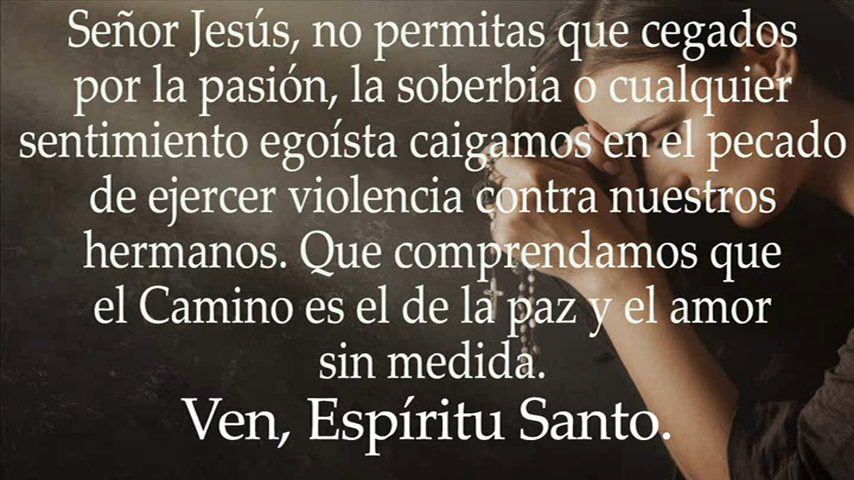 Señor Jesús, no permitas que cegados
por la pasión, la soberbia o cualquier
sentimiento egoísta caigamos en el pecado
de ejercer violencia contra nuestros
hermanos. Que comprendamos que
el Camino es el de la paz y el amor
sin medida.
Ven, Espíritu Santo.